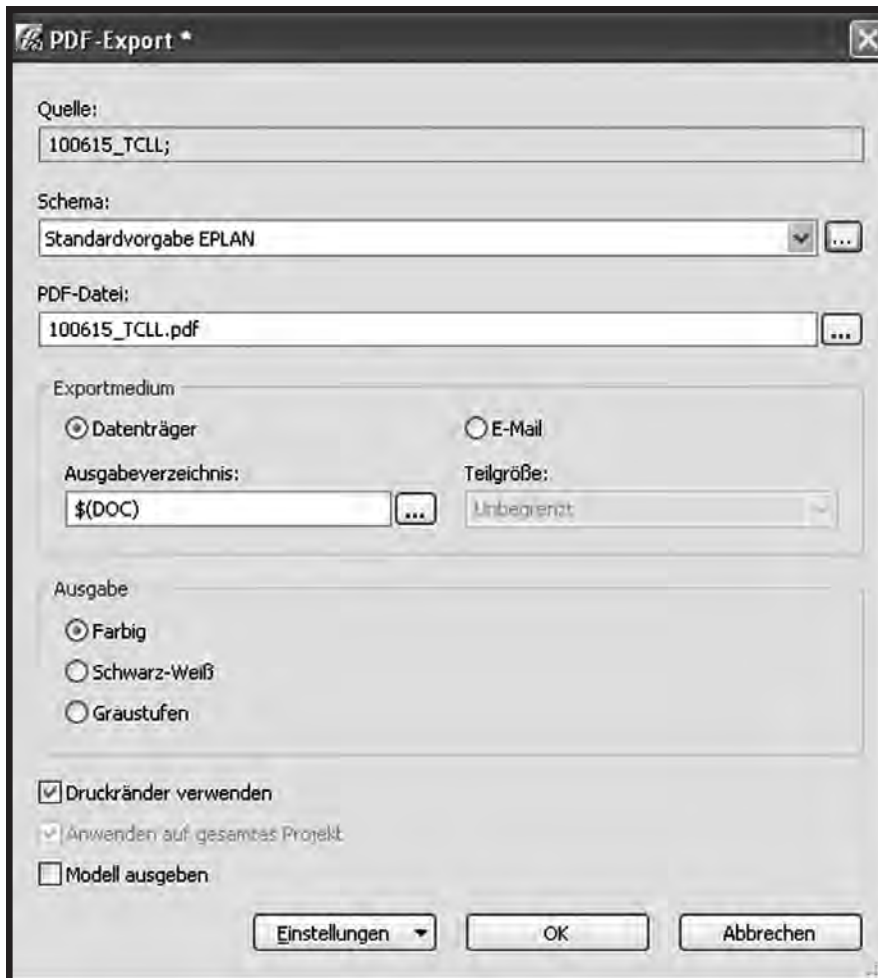 PDF-Export *
Quelle:
100615_TCLL;
Schema:
Standardvorgabe EPLAN
...
PDF-Datei:
100615_TCLL.pdf
...
Exportmedium
Datenträger
E-Mail
Ausgabeverzeichnis:
Teilgröße:
$(DOC)
...
Unbegrenzt
Ausgabe
Farbig
Schwarz-Weiß
Graustufen
Druckränder verwenden
Anwenden auf gesamtes Projekt
Modell ausgeben
Einstellungen
OK
Abbrechen